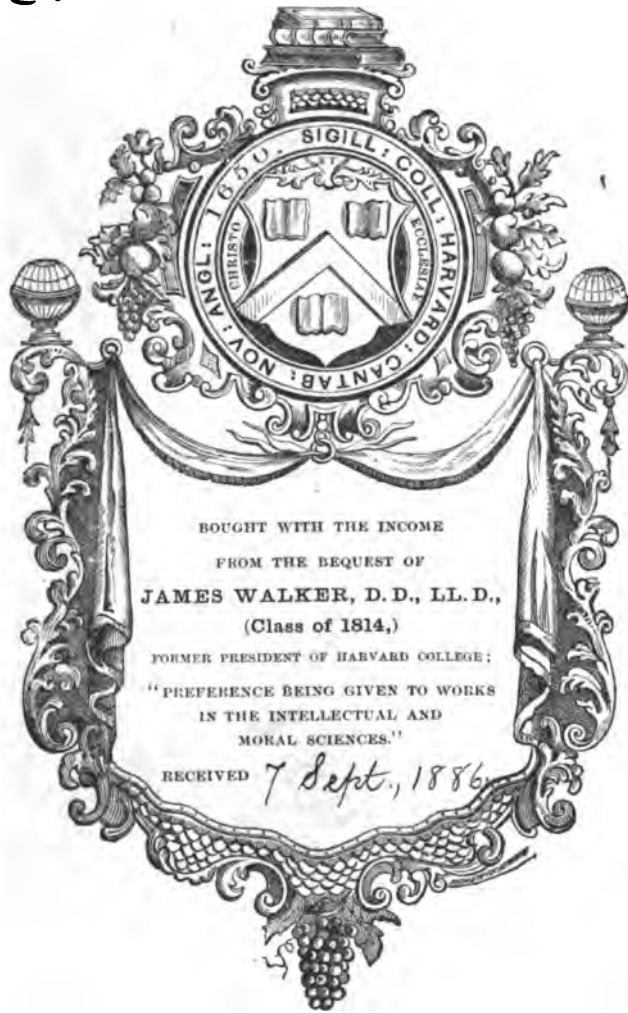 SIGILL : COLL : HARVARD : CANTAB : NOV : ANGL : 1650.
ET
CHRISTO
ECCLESIAE
BOUGHT WITH THE INCOME
FROM THE BEQUEST OF
JAMES WALKER, D.D., LL.D.,
(Class of 1814,)
FORMER PRESIDENT OF HARVARD COLLEGE;
"PREFERENCE BEING GIVEN TO WORKS
IN THE INTELLECTUAL AND
MORAL SCIENCES."
RECEIVED 7 Sept., 1886.